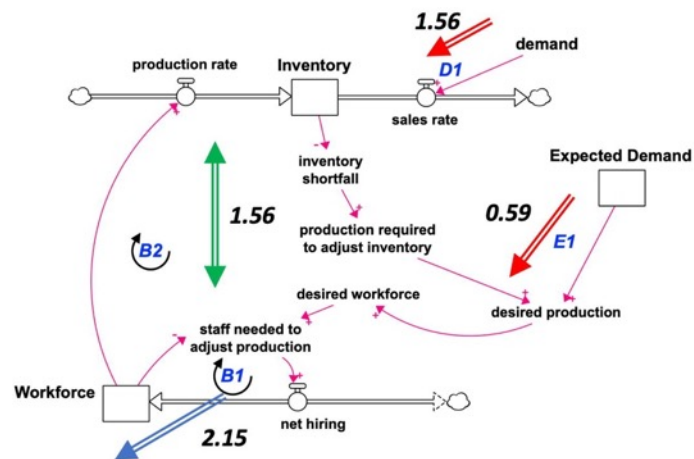 1.56
demand
production rate
Inventory
D1
+
+
sales rate
-
inventory
shortfall
Expected Demand
+
1.56
production required
to adjust inventory
0.59
E1
B2
desired workforce
+
+
+
+
desired production
-
staff needed to
adjust production
B1
+
Workforce
2.15
net hiring